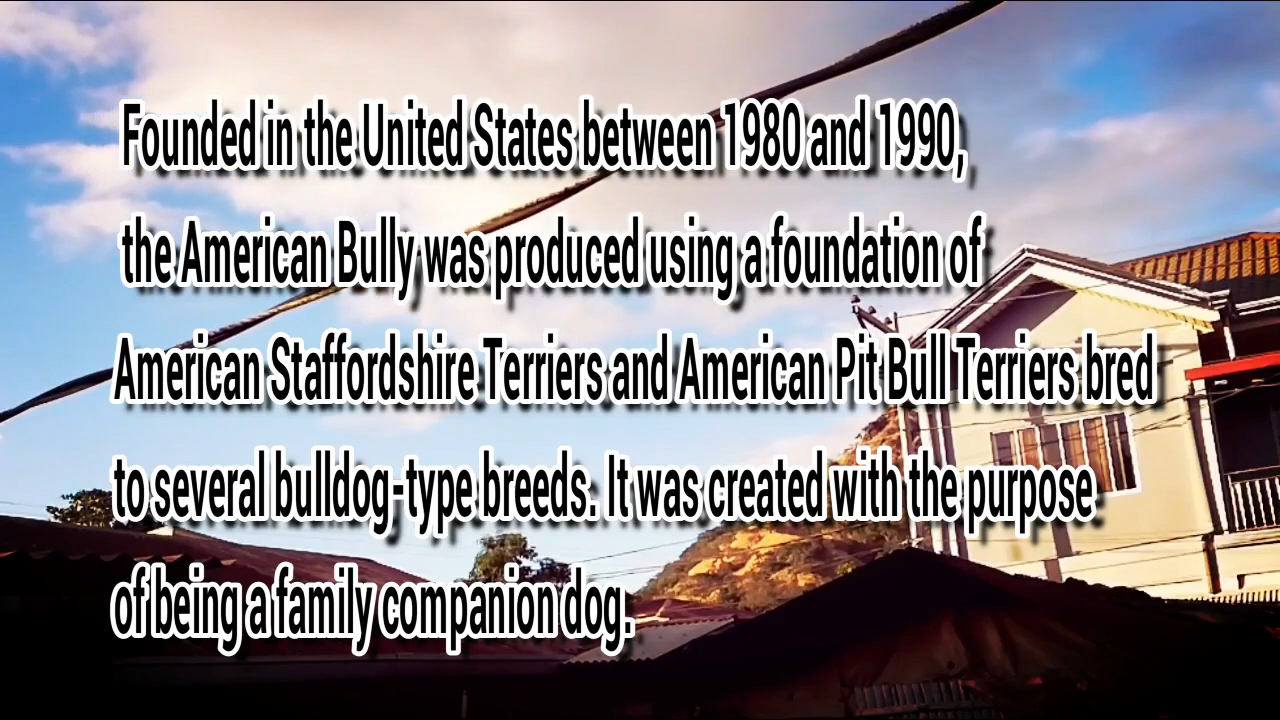 Founded in the United States between 1980 and 1990,
the American Bully was produced using a foundation of
American Staffordshire Terriers and American Pit Bull Terriers bred
to several bulldog-type breeds. It was created with the purpose
of being a family companion dog.